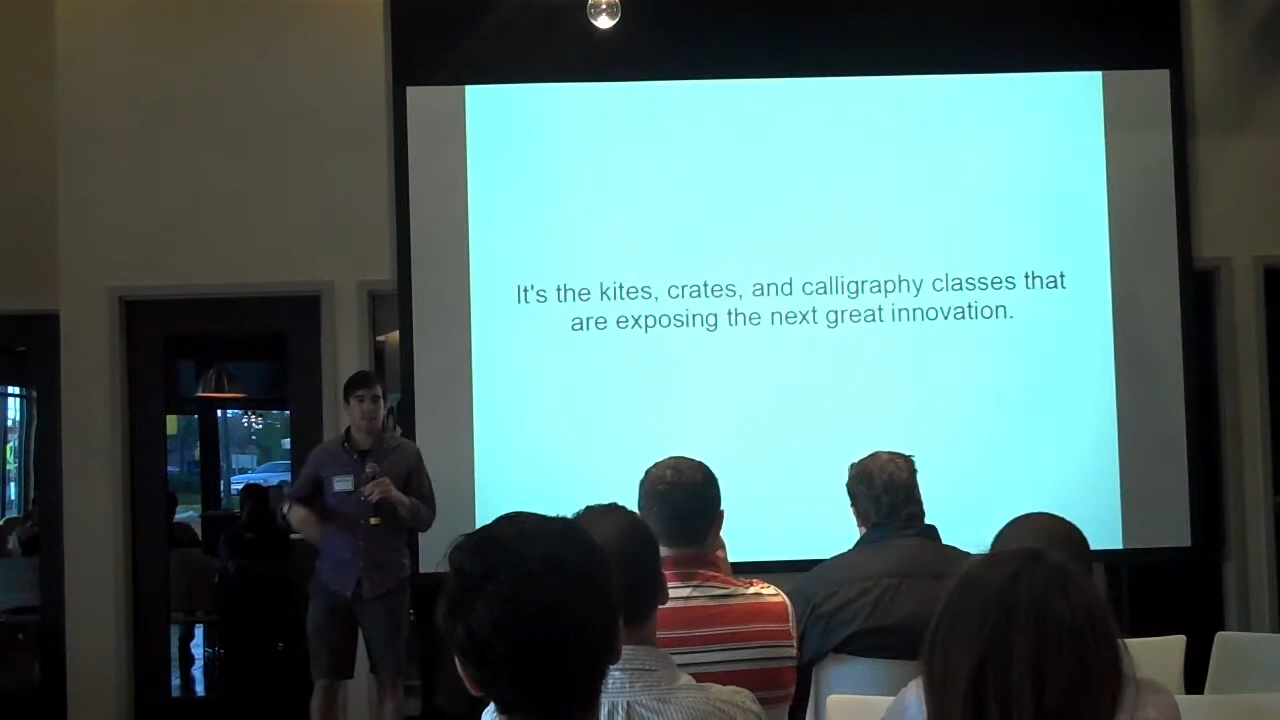 It's the kites, crates, and calligraphy classes that
are exposing the next great innovation.